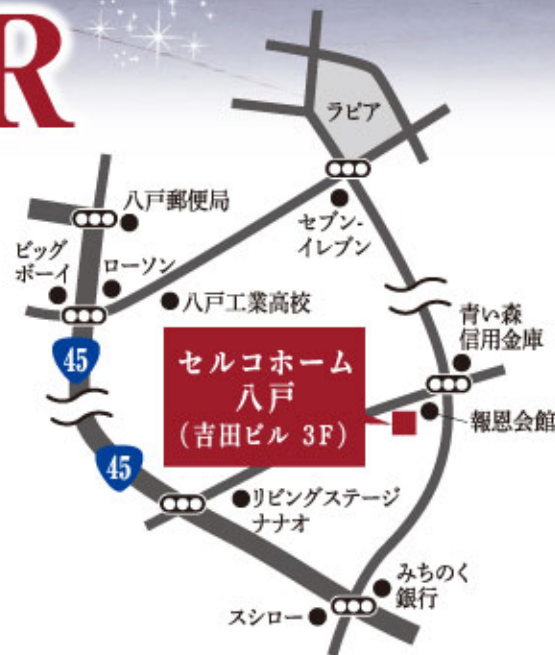 R
ラピア
八戸郵便局
セブン-
イレブン
ビッグ
ボーイ
ローソン
八戸工業高校
青い森
信用金庫
45
セルコホーム
八戸
(吉田ビル 3F)
報恩会館
45
リビングステージ
ナナオ
みちのく
銀行
スシロー